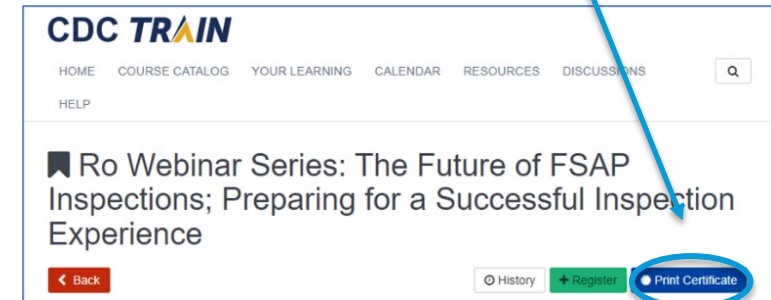 CDC TRAIN
HOME COURSE CATALOG YOUR LEARNING CALENDAR RESOURCES DISCUSSIONS
HELP
Ro Webinar Series: The Future of FSAP
Inspections; Preparing for a Successful Inspection
Experience
Back History Register Print Certificate